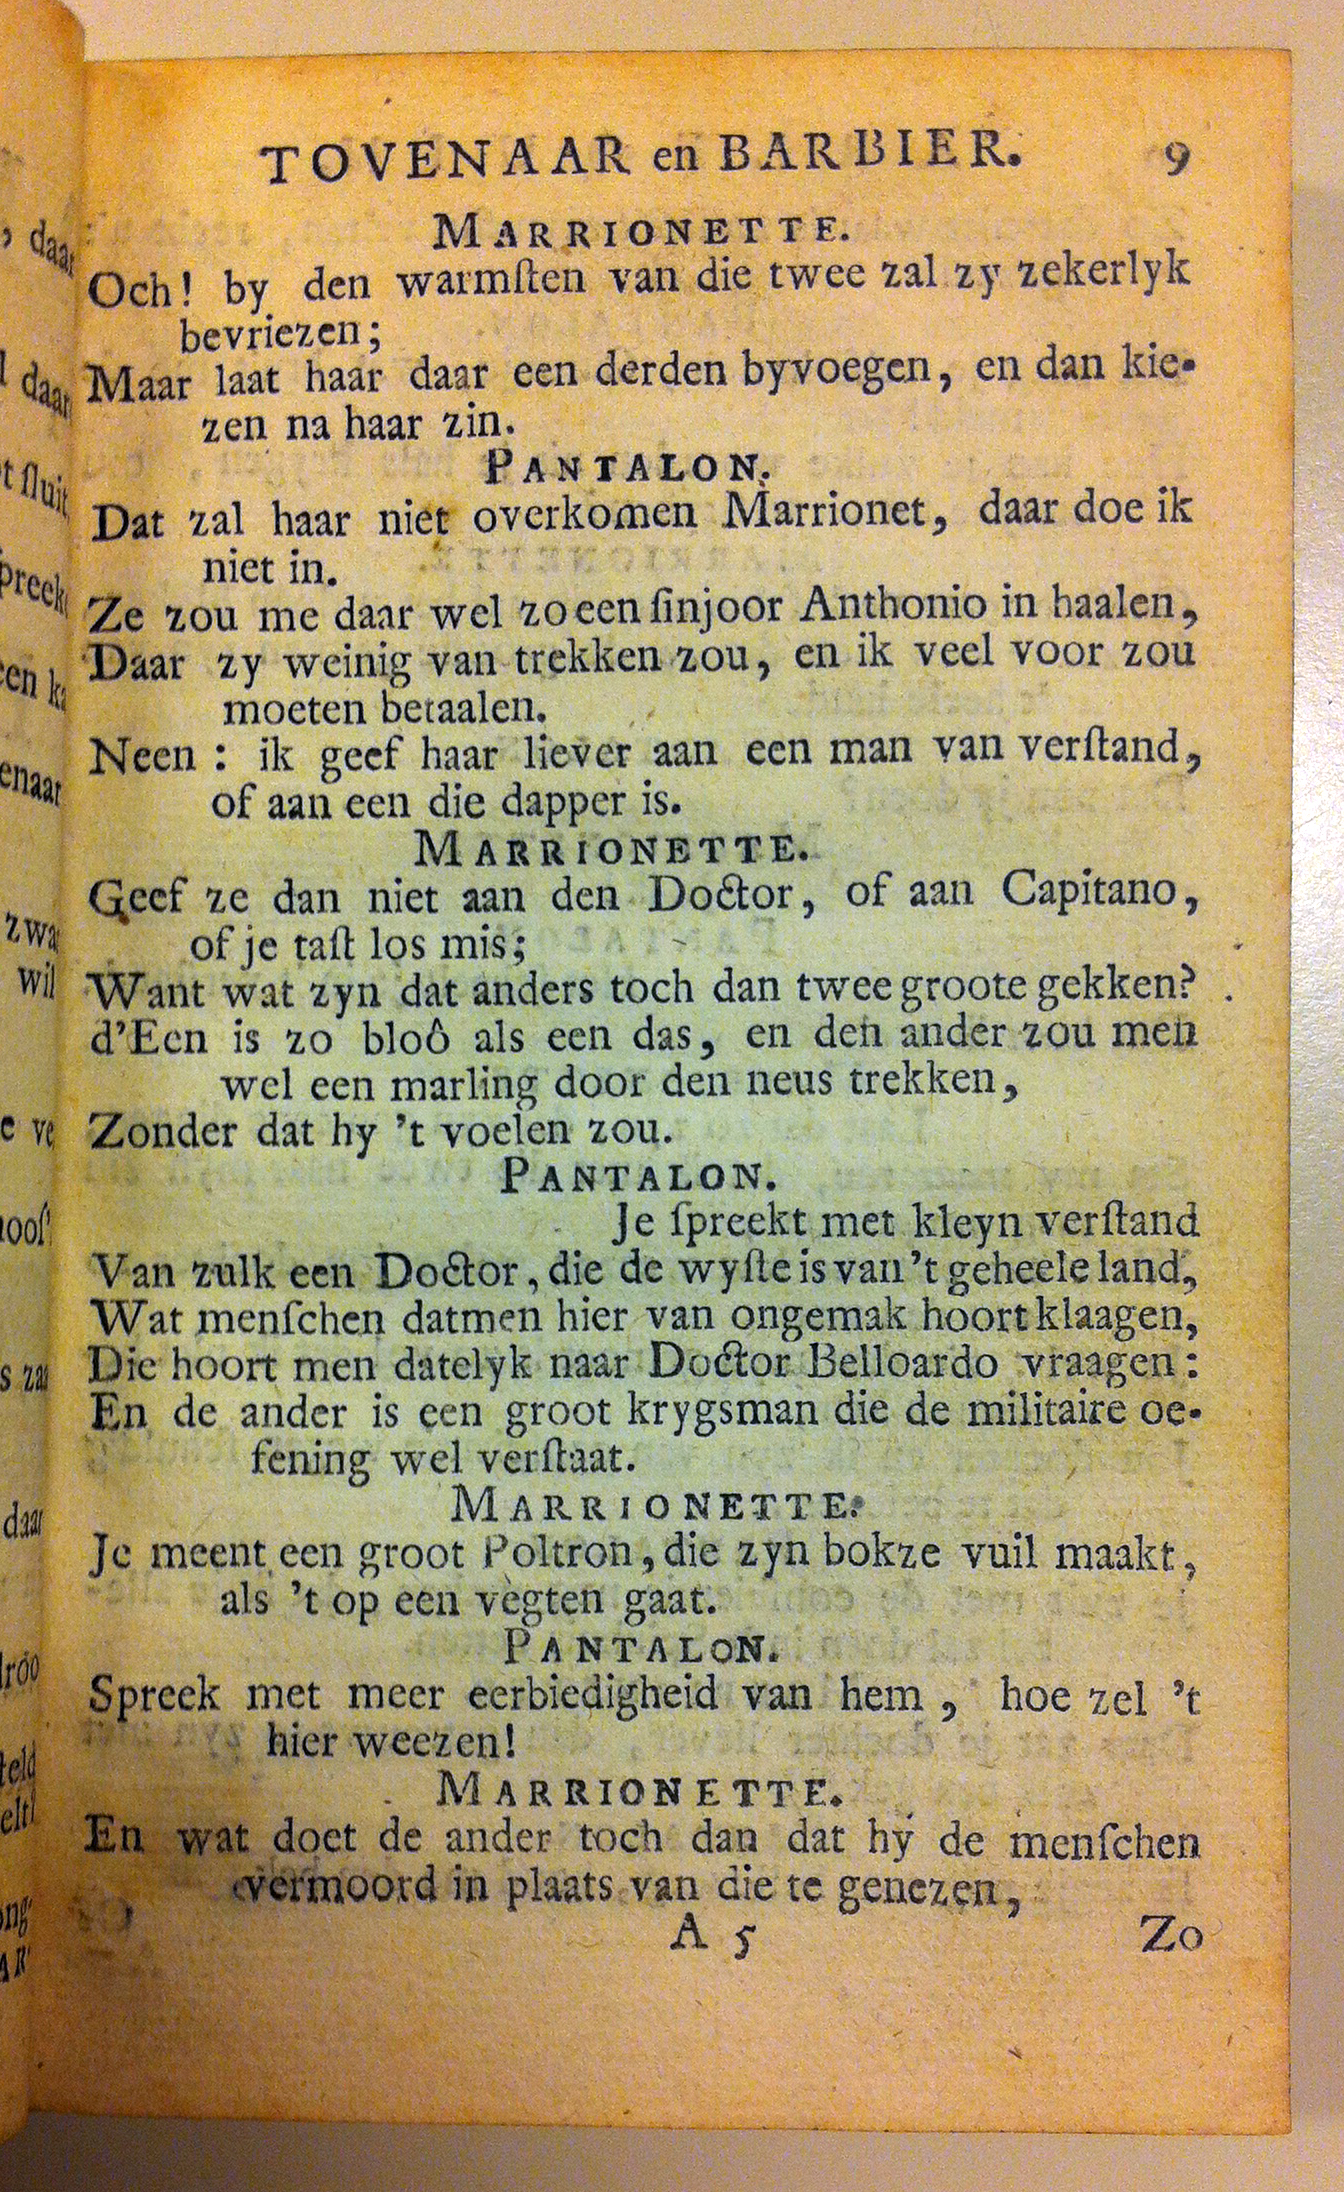 TOVENAAR en BARBIER. 9
MARRIONETTE.
Och! by den warmſten van die twee zal zy zekerlyk
bevriezen;
Maar laat haar daar een derden byvoegen, en dan kie-
zen na haar zin.
PANTALON.
Dat zal haar niet overkomen Marrionet, daar doe ik
niet in.
Ze zou me daar wel zo een ſinjoor Anthonio in haalen,
Daar zy weinig van trekken zou, en ik veel voor zou
moeten betaalen.
Neen : ik geef haar liever aan een man van verſtand,
of aan een die dapper is.
MARRIONETTE.
Geef ze dan niet aan den Doctor, of aan Capitano,
of je taſt los mis;
Want wat zyn dat anders toch dan twee groote gekken?
d'Een is zo bloô als een das, en den ander zou men
wel een marling door den neus trekken,
Zonder dat hy 't voelen zou.
PANTALON.
Je ſpreekt met kleyn verſtand
Van zulk een Doctor, die de wyſte is van 't geheele land,
Wat menſchen datmen hier van ongemak hoort klaagen,
Die hoort men datelyk naar Doctor Belloardo vraagen:
En de ander is een groot krygsman die de militaire oe-
fening wel verſtaat.
MARRIONETTE.
Je meent een groot Poltron, die zyn bokze vuil maakt,
als 't op een vegten gaat.
PANTALON.
Spreek met meer eerbiedigheid van hem, hoe zel 't
hier weezen!
MARRIONETTE.
En wat doet de ander toch dan dat hy de menſchen
vermoord in plaats van die te genezen,
A 5 Zo